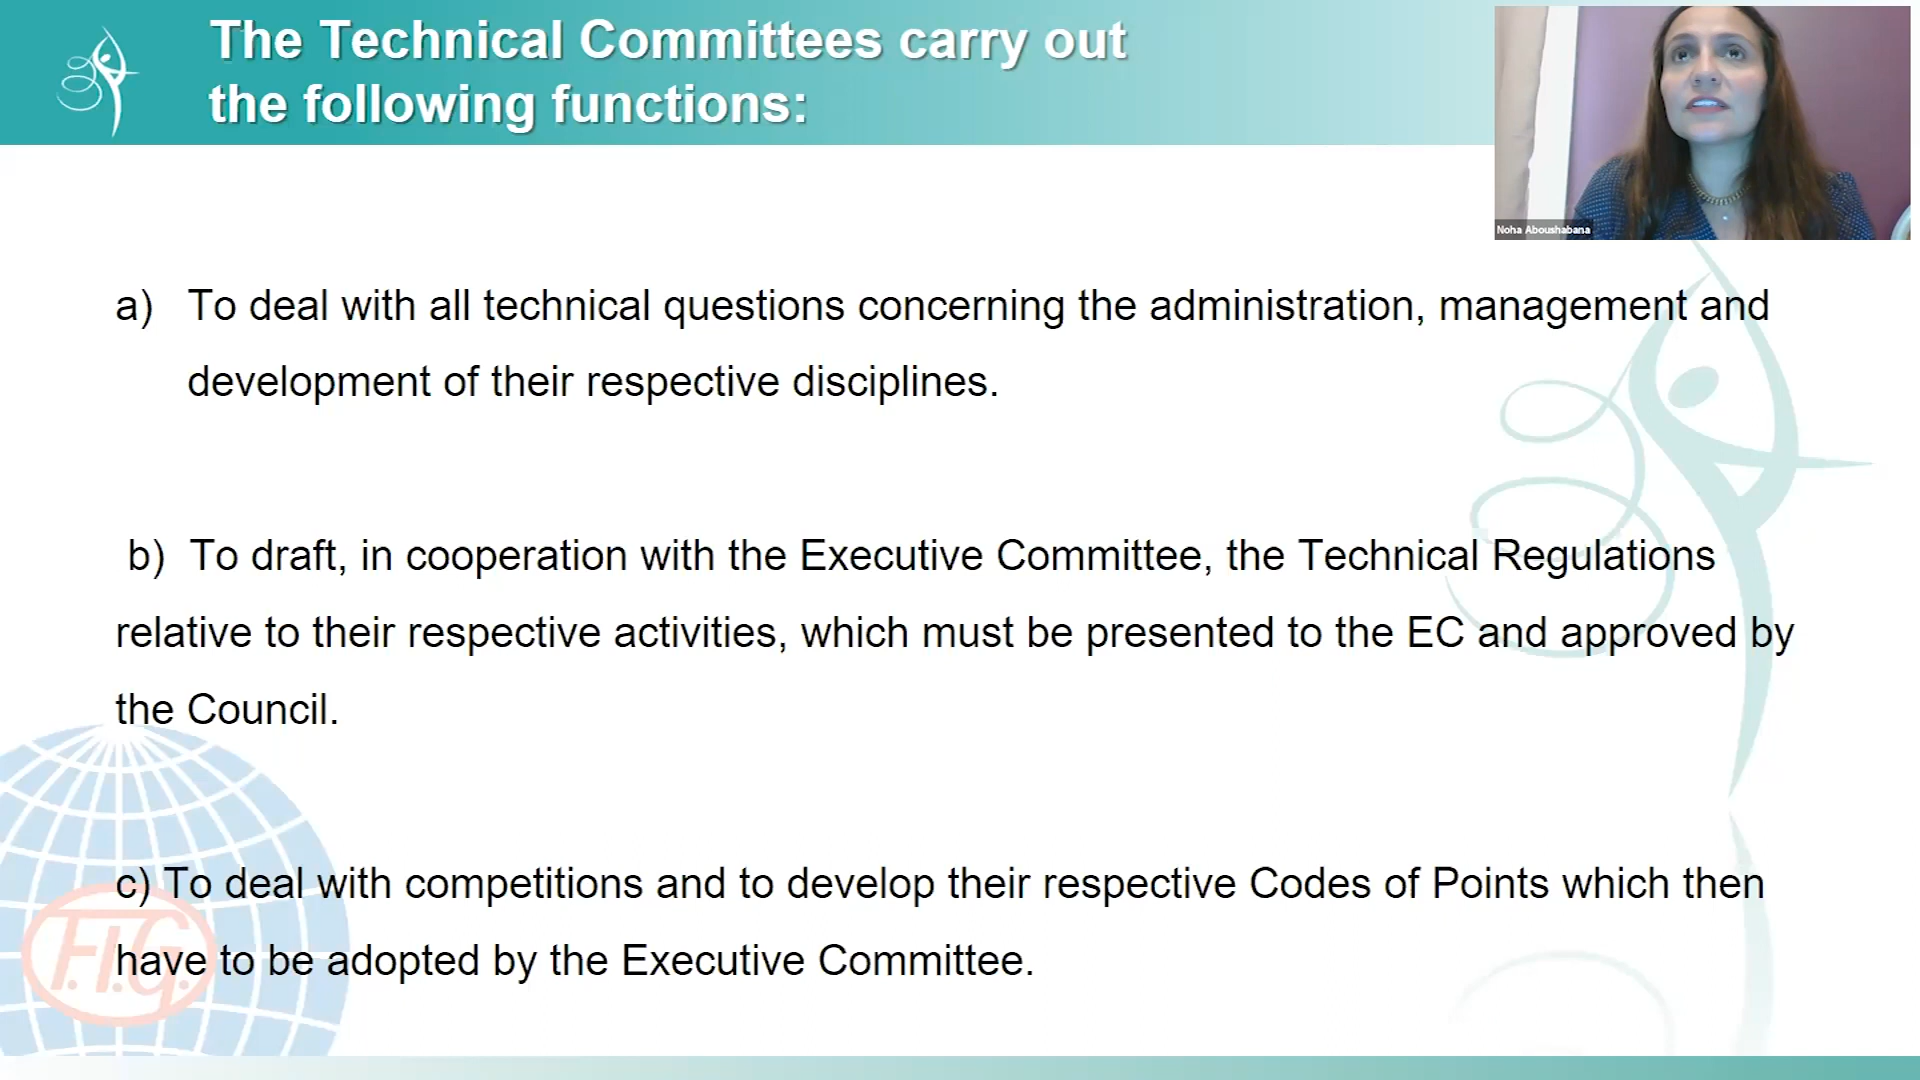 The Technical Committees carry out
the following functions:
Noha Aboushabana
a) To deal with all technical questions concerning the administration, management and
development of their respective disciplines.
b) To draft, in cooperation with the Executive Committee, the Technical Regulations
relative to their respective activities, which must be presented to the EC and approved by
the Council.
c) To deal with competitions and to develop their respective Codes of Points which then
have to be adopted by the Executive Committee.
F.I.G.